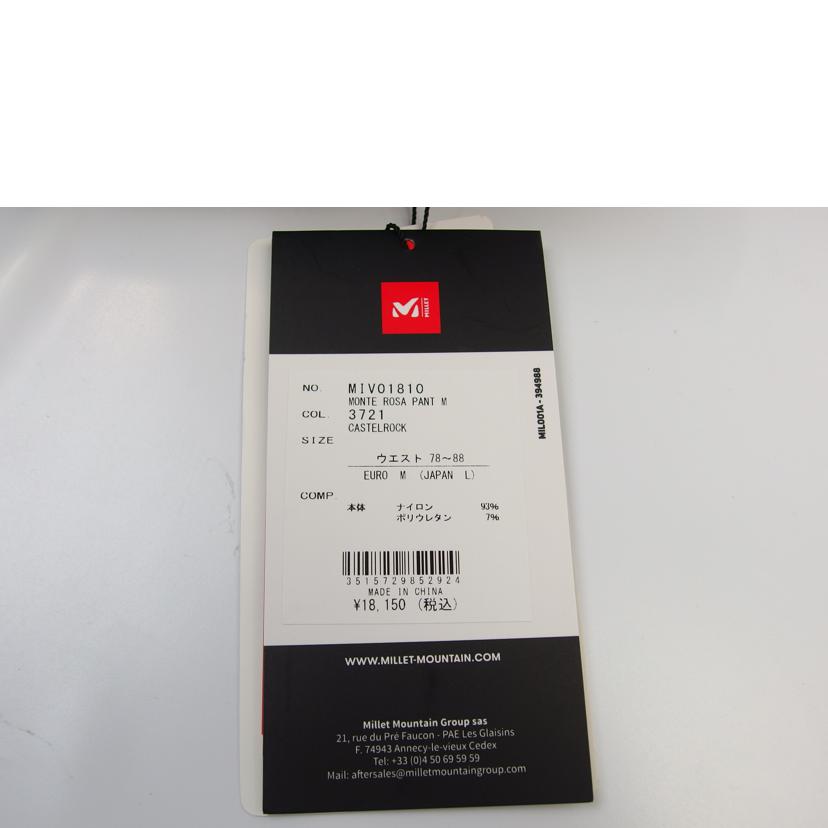 MILLET
NO. MIV01810
MONTE ROSA PANT M
COL. 3721
CASTELROCK
SIZE
ウエスト 78～88
EURO M (JAPAN L)
COMP.
本体 ナイロン 93%
ポリウレタン 7%
3515729852924
MADE IN CHINA
¥18,150 (税込)
MIL001A - 394988
WWW.MILLET-MOUNTAIN.COM
Millet Mountain Group sas
21, rue du Pré Faucon - PAE Les Glaisins
F. 74943 Annecy-le-vieux Cedex
Tel: +33 (0)4 50 69 59 59
Mail: aftersales@milletmountaingroup.com